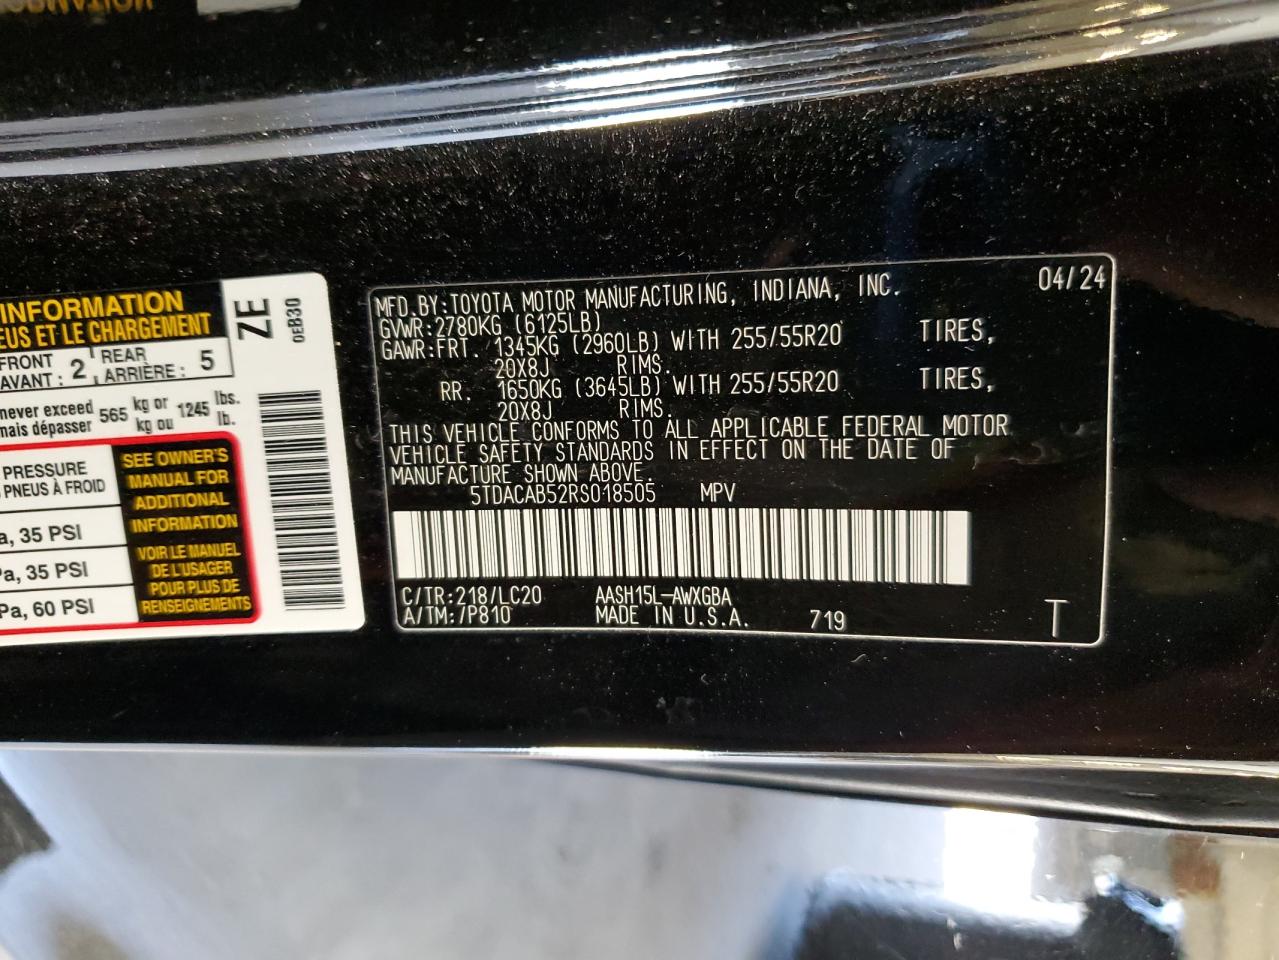 INFORMATION
EUS ET LE CHARGEMENT
FRONT
AVANT : 2
REAR
ARRIÈRE : 5
never exceed
mais dépasser 565 kg or
kg ou 1245 lbs.
lb.
PRESSURE
PNEUS À FROID
a, 35 PSI
Pa, 35 PSI
Pa, 60 PSI
SEE OWNER'S
MANUAL FOR
ADDITIONAL
INFORMATION
VOIR LE MANUEL
DE L'USAGER
POUR PLUS DE
RENSEIGNEMENTS
ZE
0EB30
MFD.BY:TOYOTA MOTOR MANUFACTURING, INDIANA, INC. 04/24
GVWR:2780KG (6125LB)
GAWR:FRT. 1345KG (2960LB) WITH 255/55R20 TIRES,
20X8J RIMS.
RR. 1650KG (3645LB) WITH 255/55R20 TIRES,
20X8J RIMS.
THIS VEHICLE CONFORMS TO ALL APPLICABLE FEDERAL MOTOR
VEHICLE SAFETY STANDARDS IN EFFECT ON THE DATE OF
MANUFACTURE SHOWN ABOVE.
5TDACAB52RS018505 MPV
C/TR:218/LC20 AASH15L-AWXGBA
A/TM:/P810 MADE IN U.S.A. 719 T